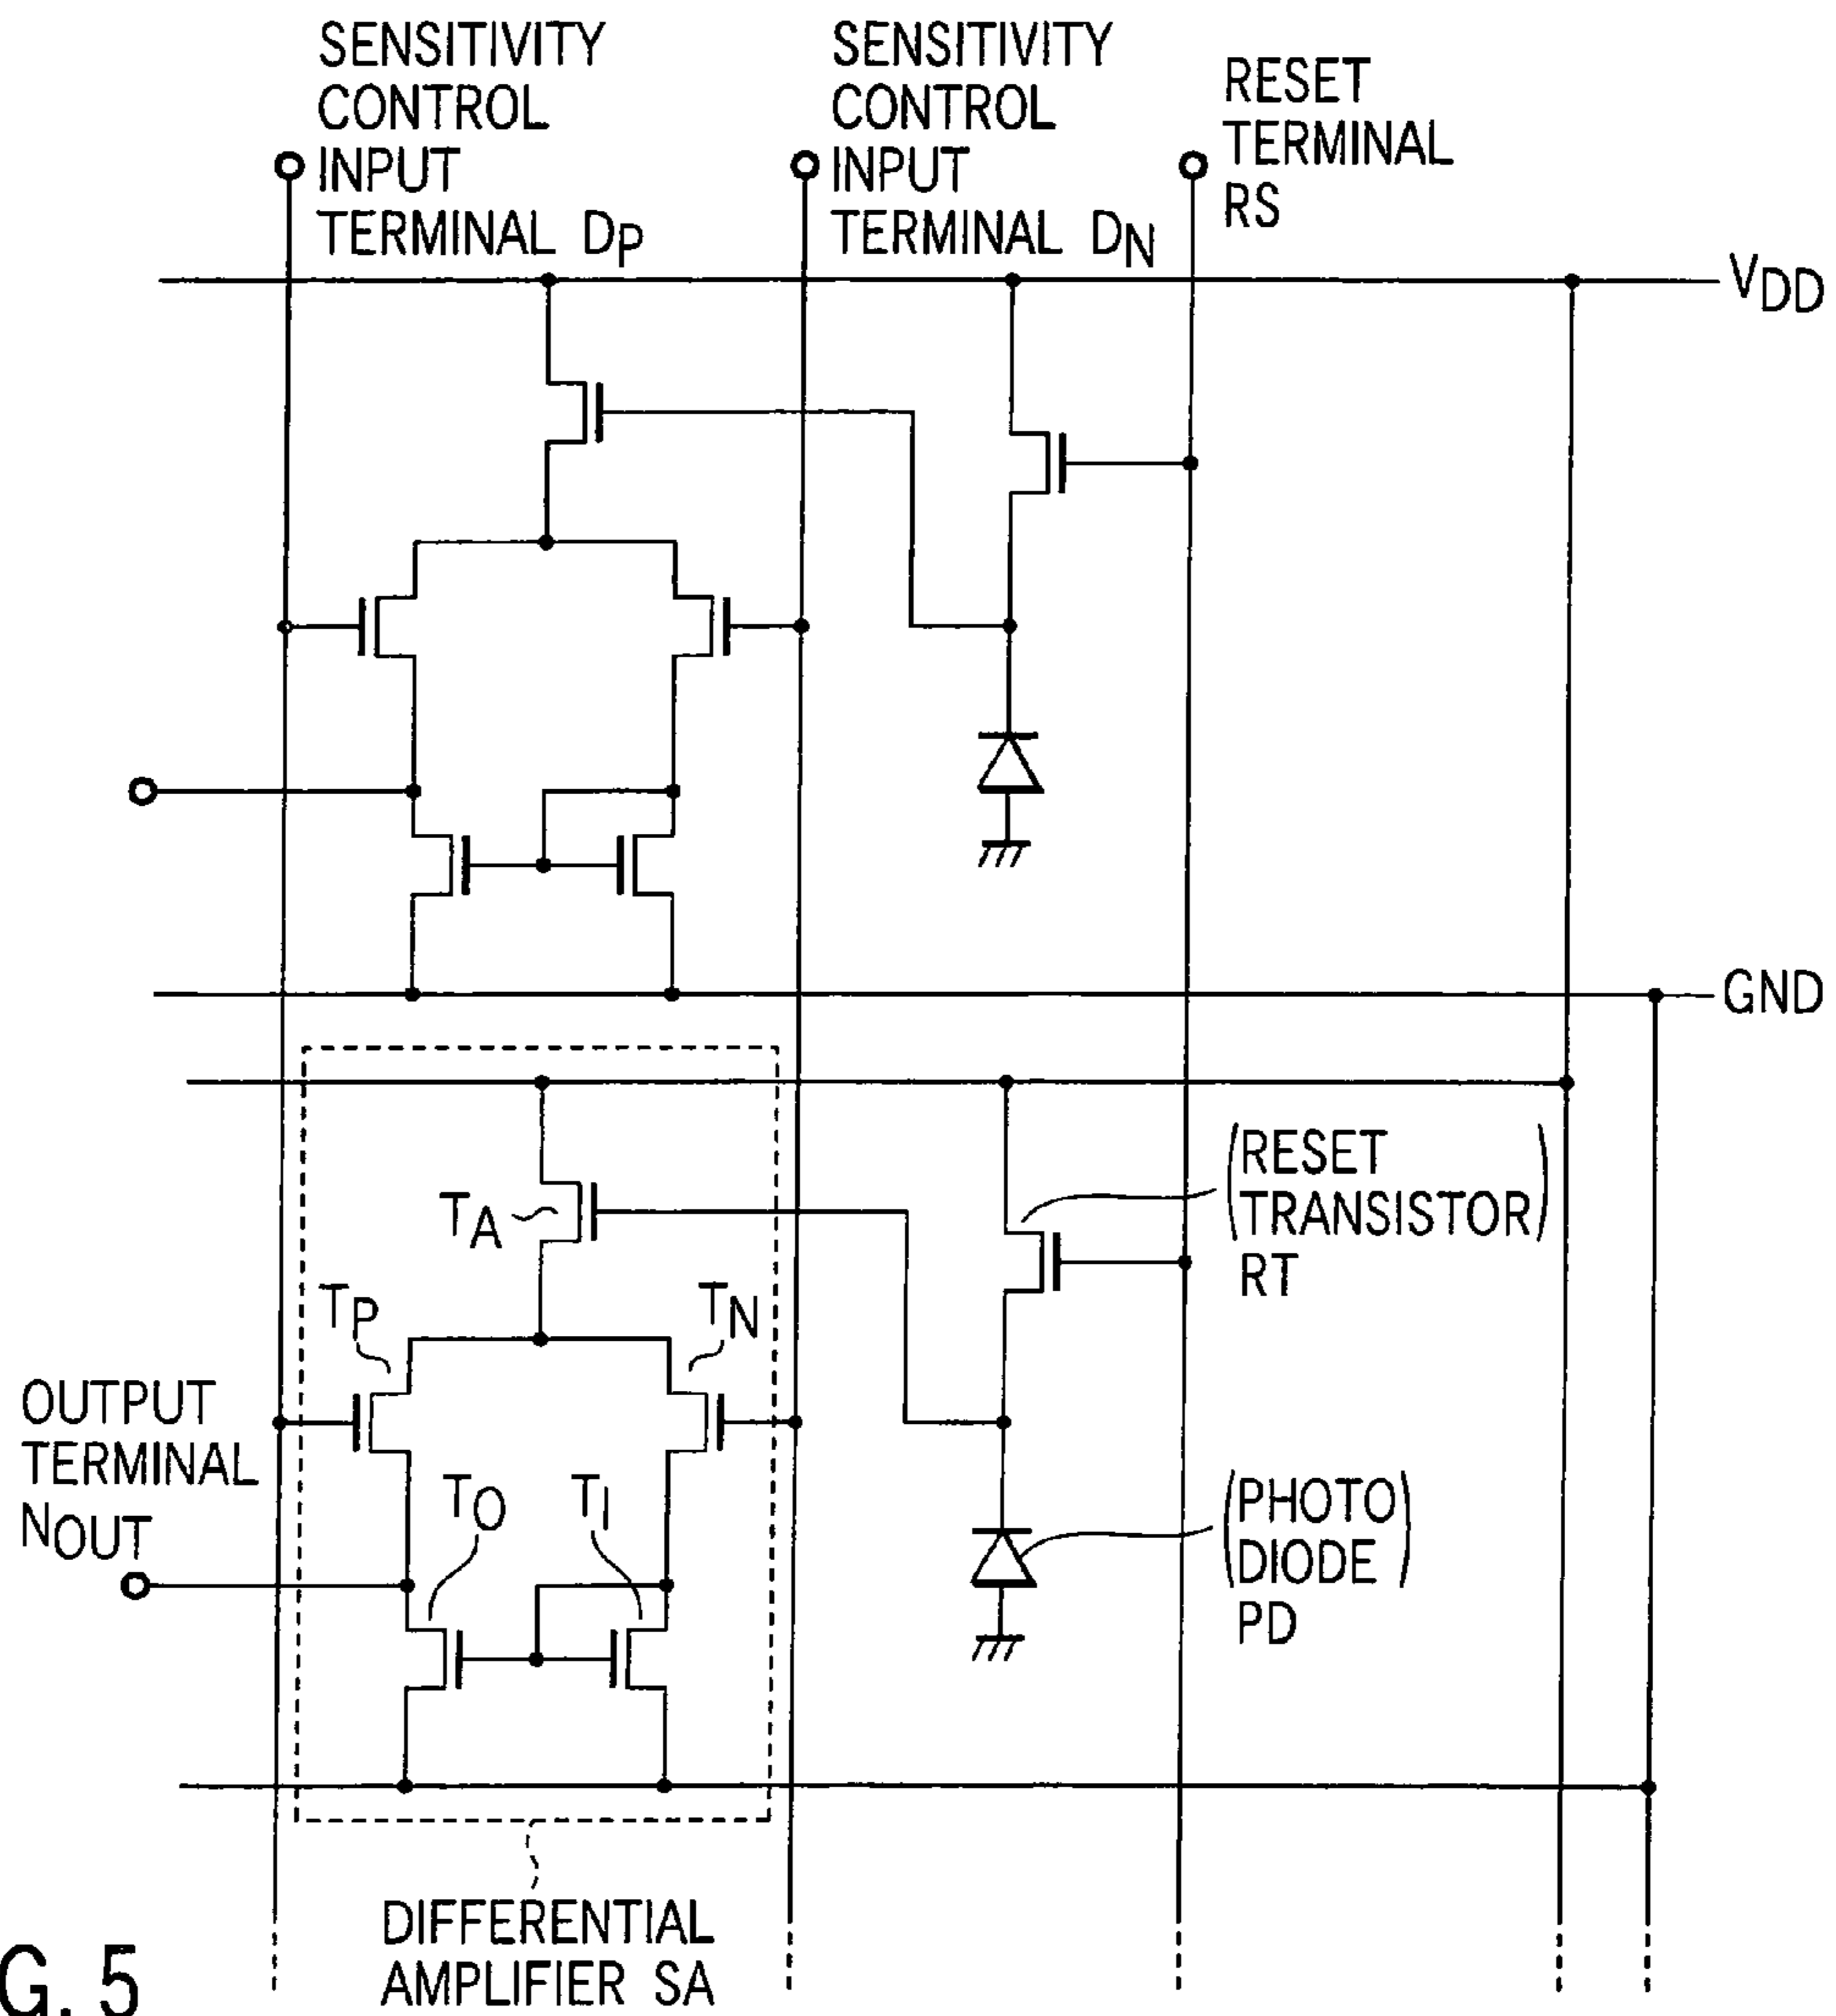 SENSITIVITY
CONTROL
INPUT
TERMINAL DP
SENSITIVITY
CONTROL
INPUT
TERMINAL DN
RESET
TERMINAL
RS
VDD
GND
(RESET
TRANSISTOR)
RT
TA
TP
TN
OUTPUT
TERMINAL
NOUT
TO
TI
(PHOTO
DIODE)
PD
DIFFERENTIAL
AMPLIFIER SA
G. 5